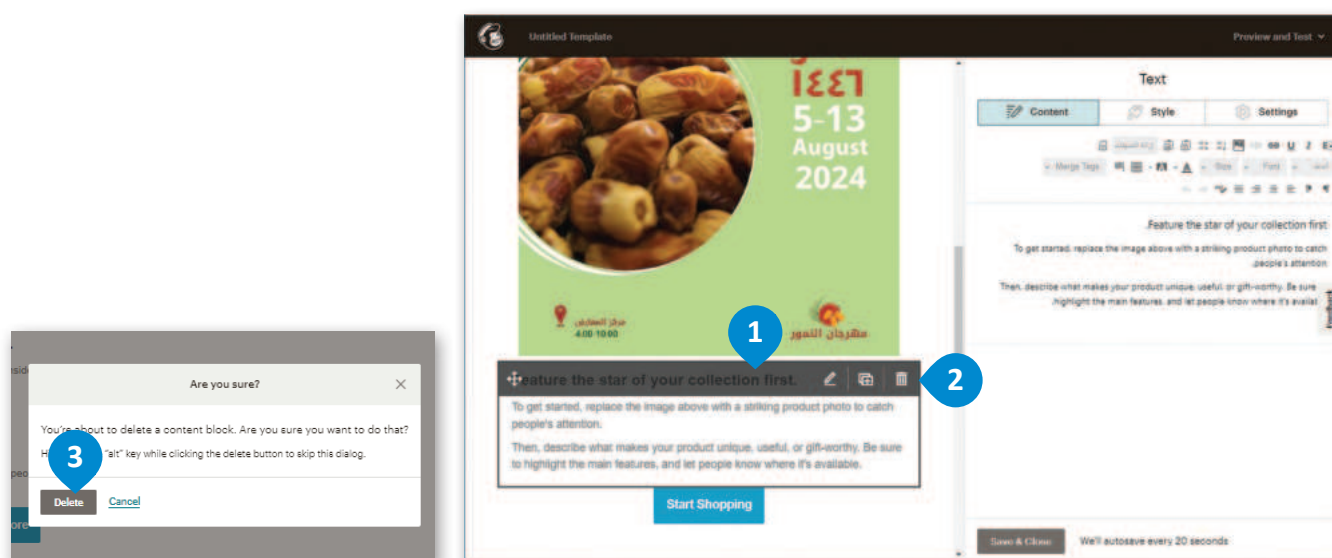 Untitled Template
Preview and Test
١٤٤٦
5-13
August
2024
مركز المعارض
4:00-10:00
مهرجان التمور
1
Feature the star of your collection first.
2
To get started, replace the image above with a striking product photo to catch
people's attention.
Then, describe what makes your product unique, useful, or gift-worthy. Be sure
to highlight the main features, and let people know where it's available.
Start Shopping
Text
Content
Style
Settings
Merge Tags
Size
Font
.Feature the star of your collection first
To get started, replace the image above with a striking product photo to catch
.people's attention
Then, describe what makes your product unique, useful, or gift-worthy. Be sure
highlight the main features, and let people know where it's availal
Save & Close
We'll autosave every 20 seconds
Are you sure?
You're about to delete a content block. Are you sure you want to do that?
3
"alt" key while clicking the delete button to skip this dialog.
Delete
Cancel